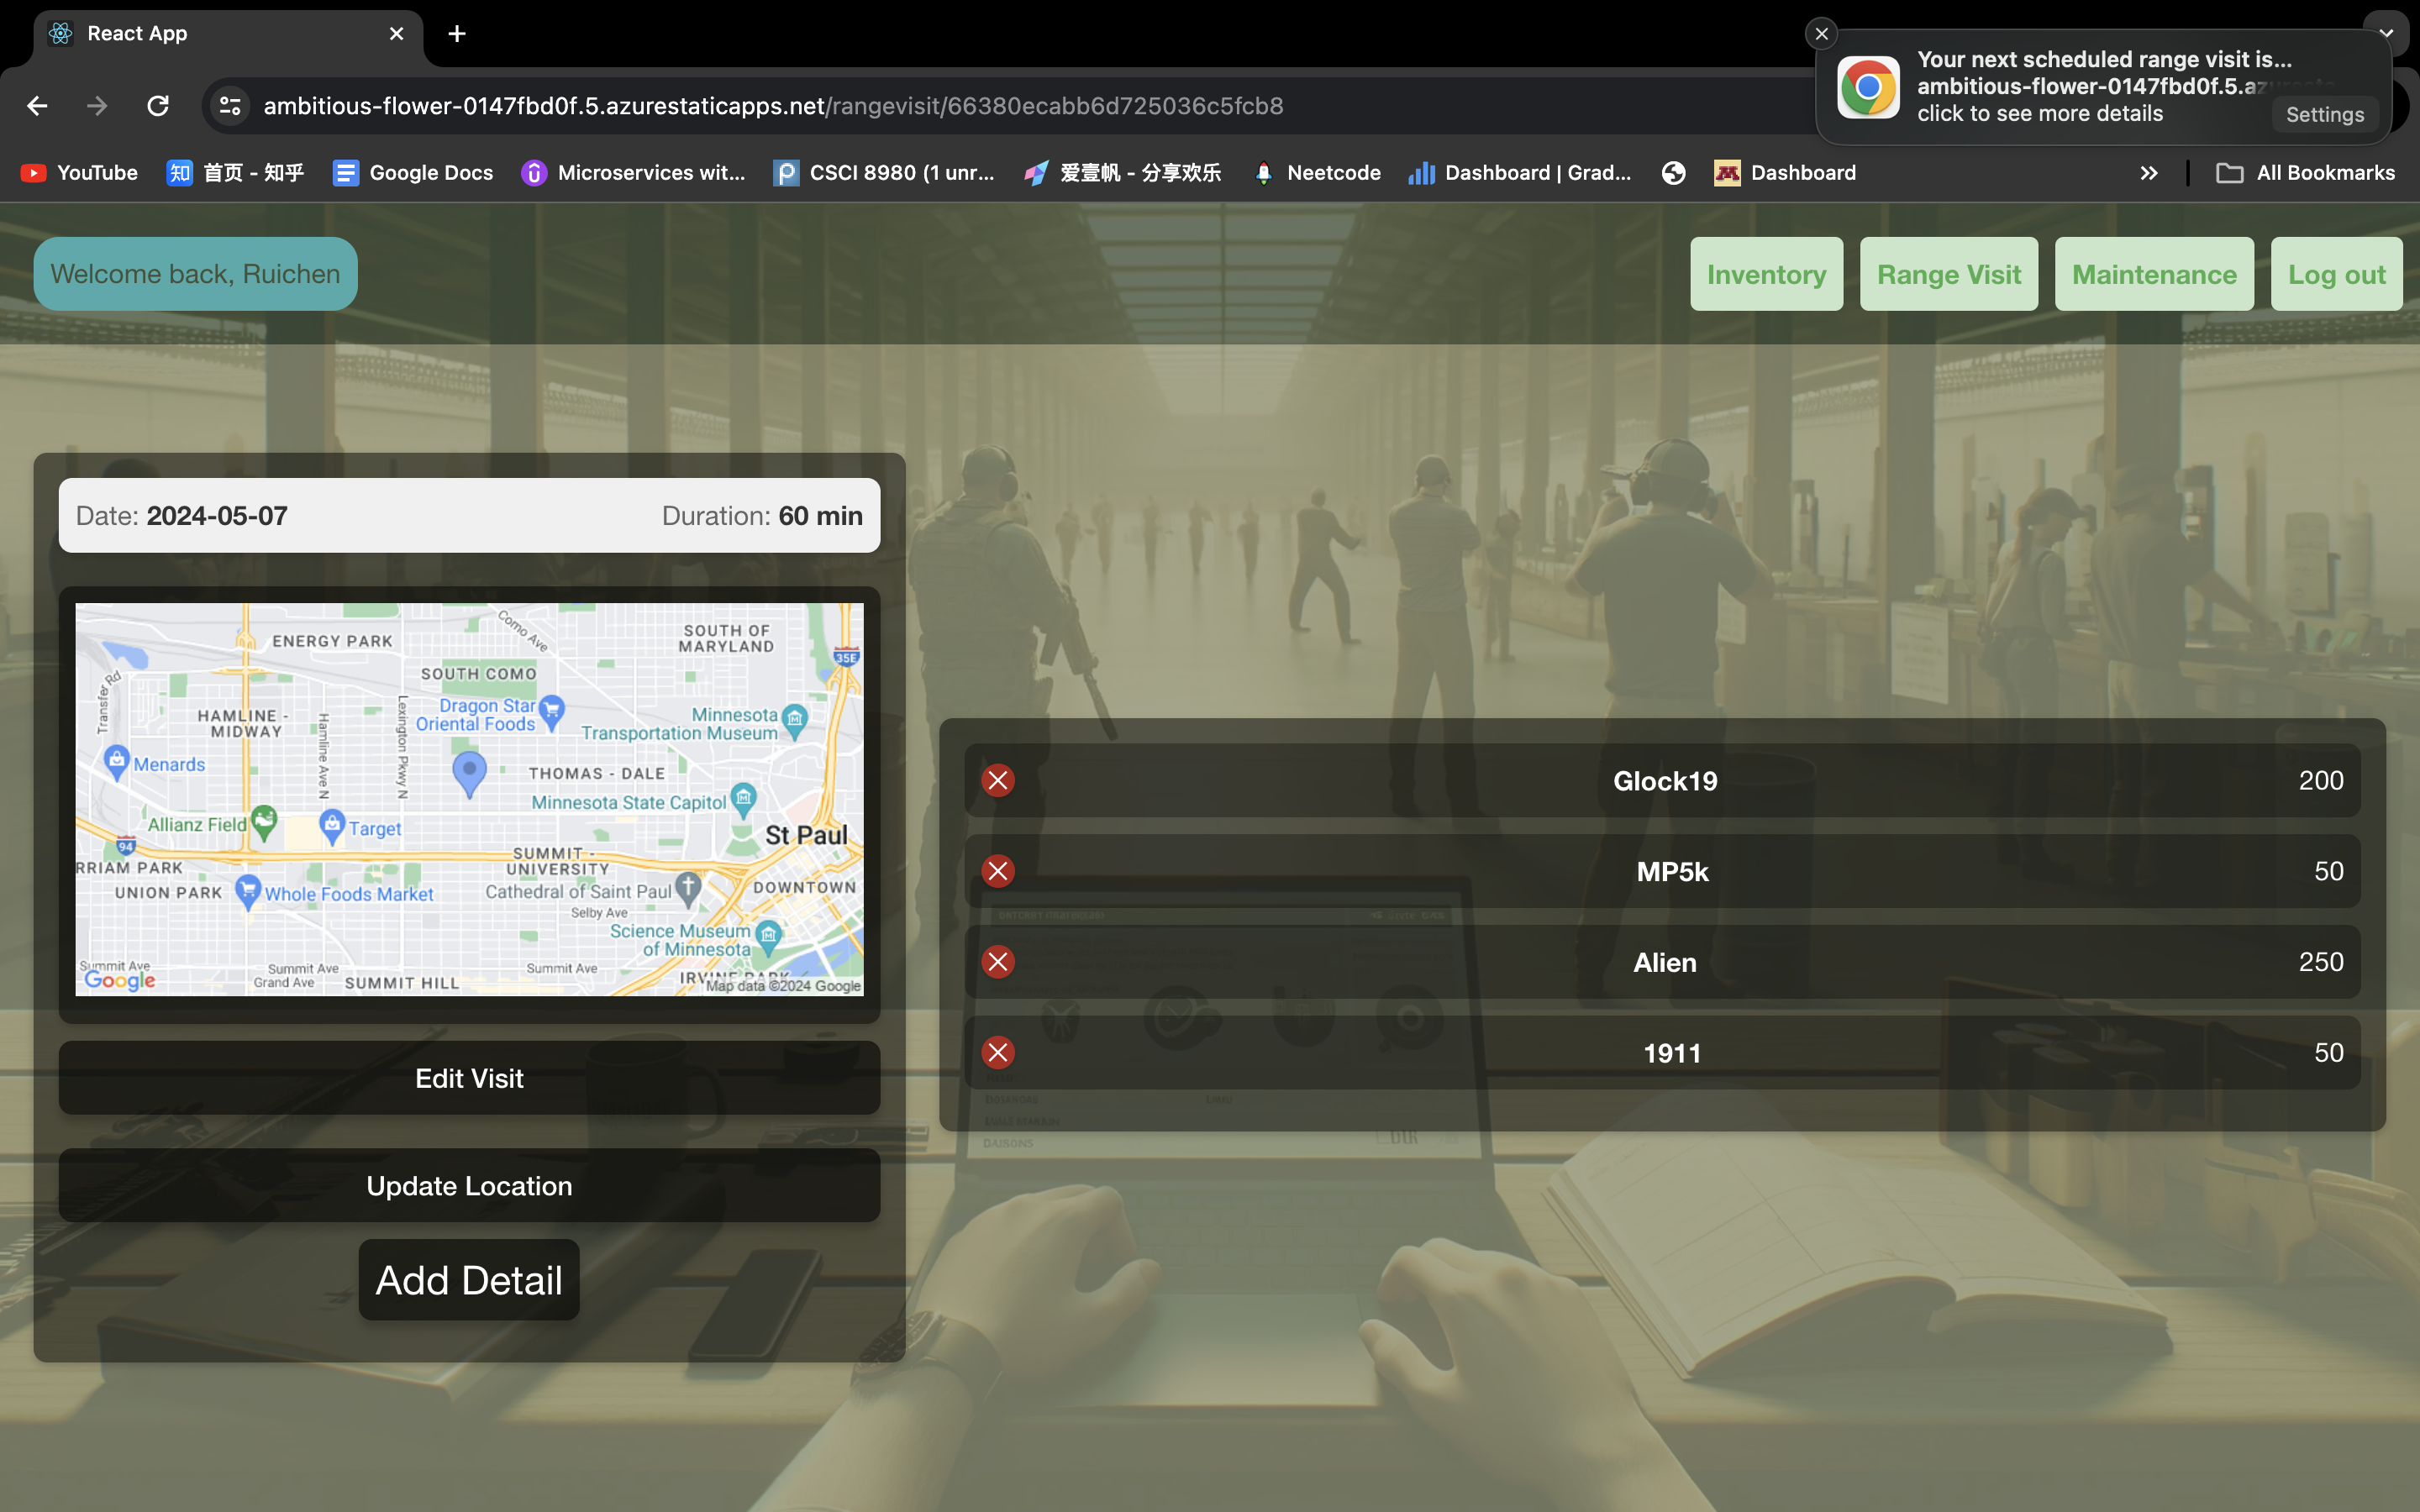 React App
Your next scheduled range visit is...
ambitious-flower-0147fbd0f.5.azuresta
click to see more details
Settings
ambitious-flower-0147fbd0f.5.azurestaticapps.net/rangevisit/66380ecabb6d725036c5fcb8
YouTube
知 首页 - 知乎
Google Docs
Microservices wit...
CSCI 8980 (1 unr...
爱壹帆 - 分享欢乐
Neetcode
Dashboard | Grad...
Dashboard
All Bookmarks
Welcome back, Ruichen
Inventory
Range Visit
Maintenance
Log out
Date: 2024-05-07
Duration: 60 min
ENERGY PARK
Como Ave
SOUTH OF
MARYLAND
35E
SOUTH COMO
Transfer Rd
HAMLINE -
MIDWAY
Hamline Ave N
Lexington Pkwy N
Dragon Star
Oriental Foods
Minnesota
Transportation Museum
Menards
THOMAS - DALE
Minnesota State Capitol
Allianz Field
Target
St Paul
94
SUMMIT -
UNIVERSITY
RRIAM PARK
UNION PARK
Whole Foods Market
Cathedral of Saint Paul
DOWNTOWN
Selby Ave
Science Museum
of Minnesota
Summit Ave
Summit Ave
Summit Ave
Grand Ave
SUMMIT HILL
IRVINE PARK
Google
Map data ©2024 Google
Edit Visit
Update Location
Add Detail
Glock19 200
MP5k 50
Alien 250
1911 50